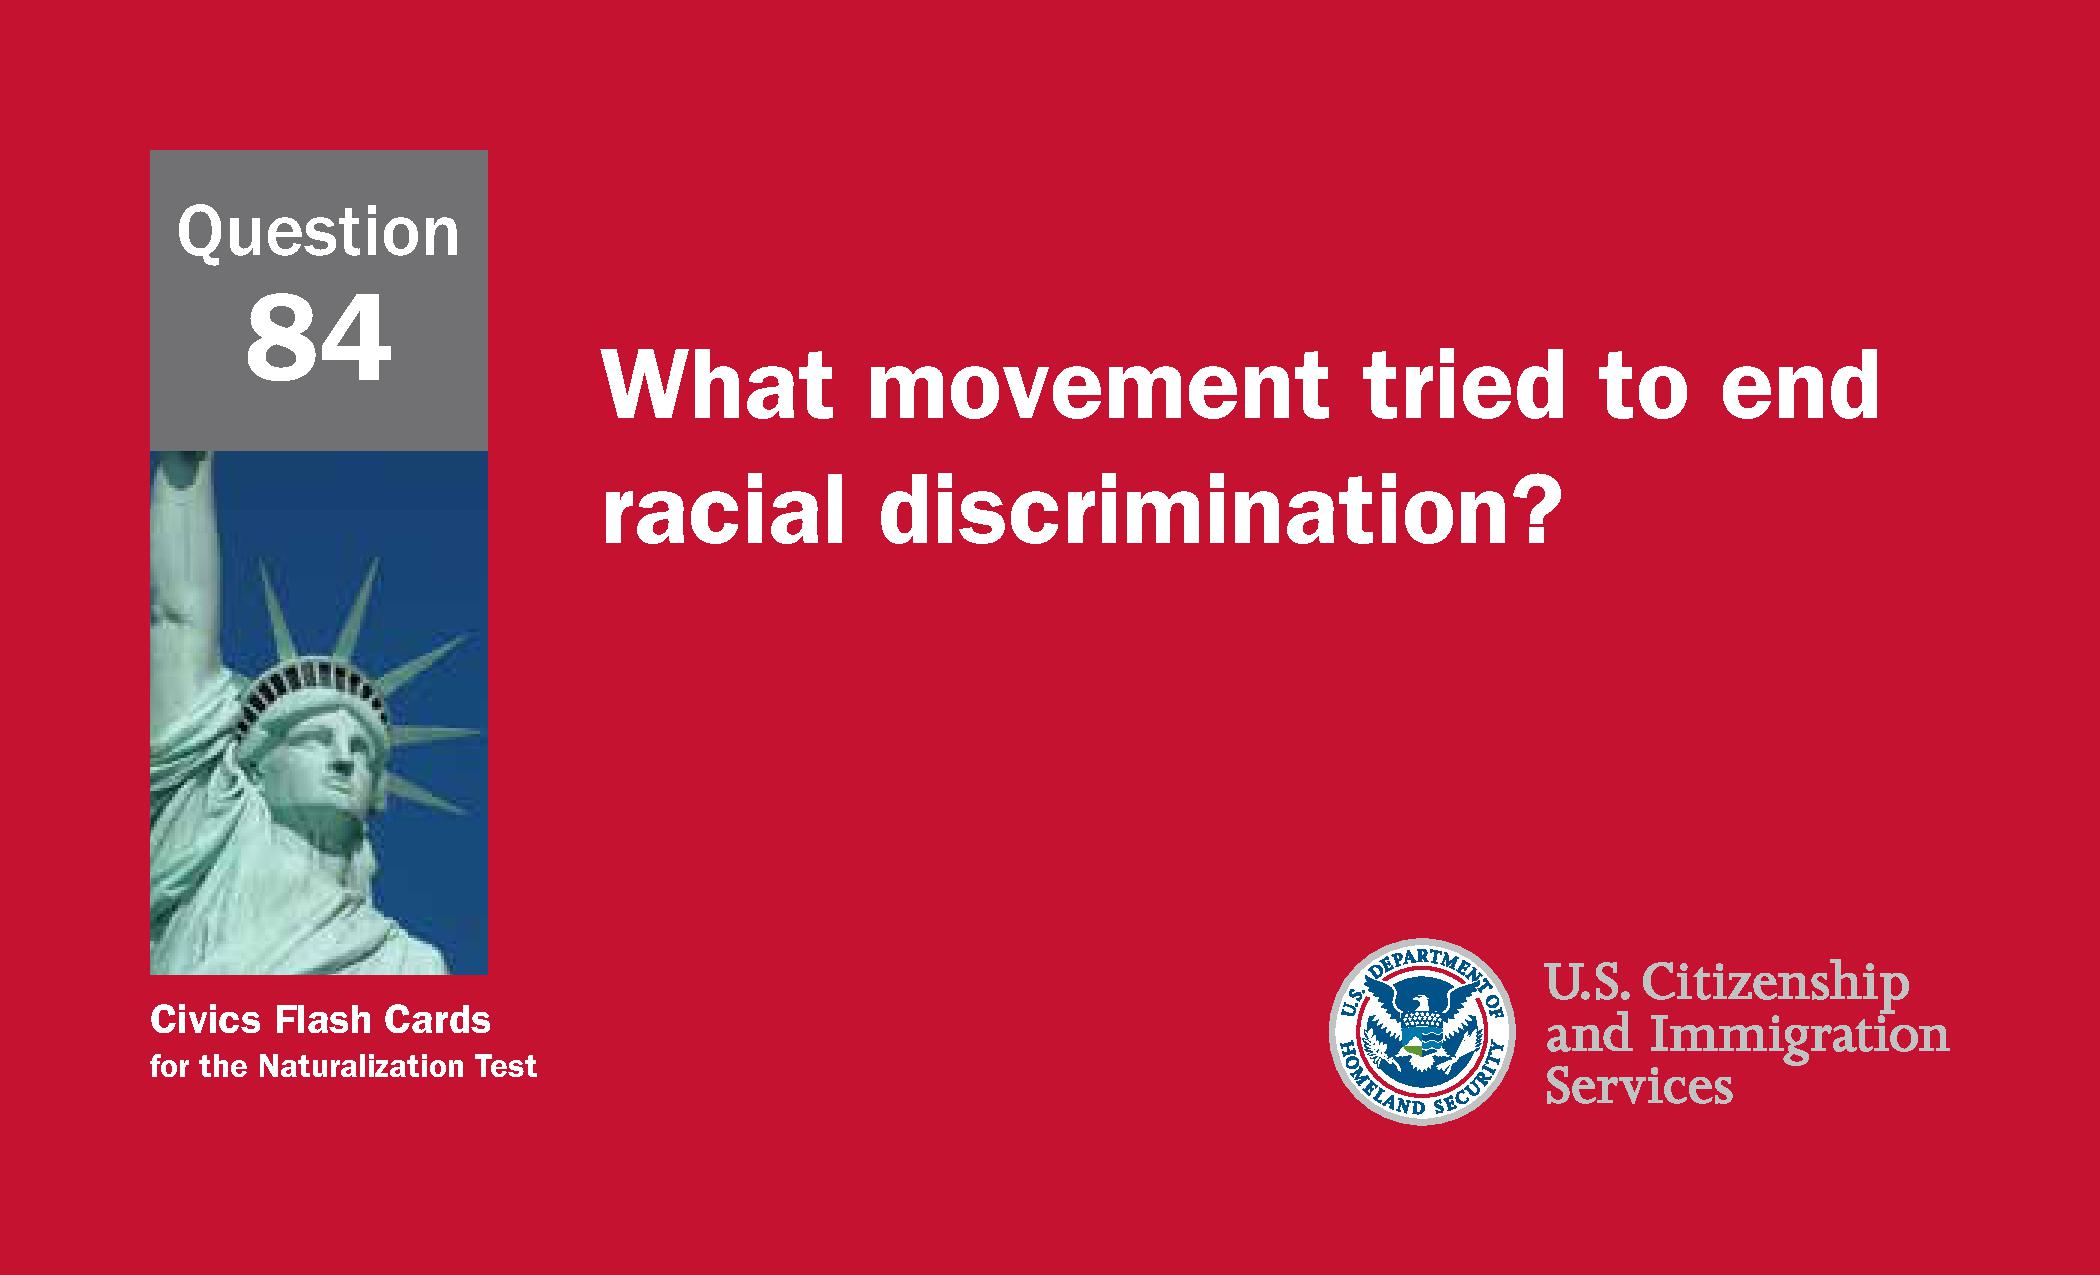 Question
84
What movement tried to end
racial discrimination?
Civics Flash Cards
for the Naturalization Test
U.S. DEPARTMENT OF
HOMELAND SECURITY
U.S. Citizenship
and Immigration
Services